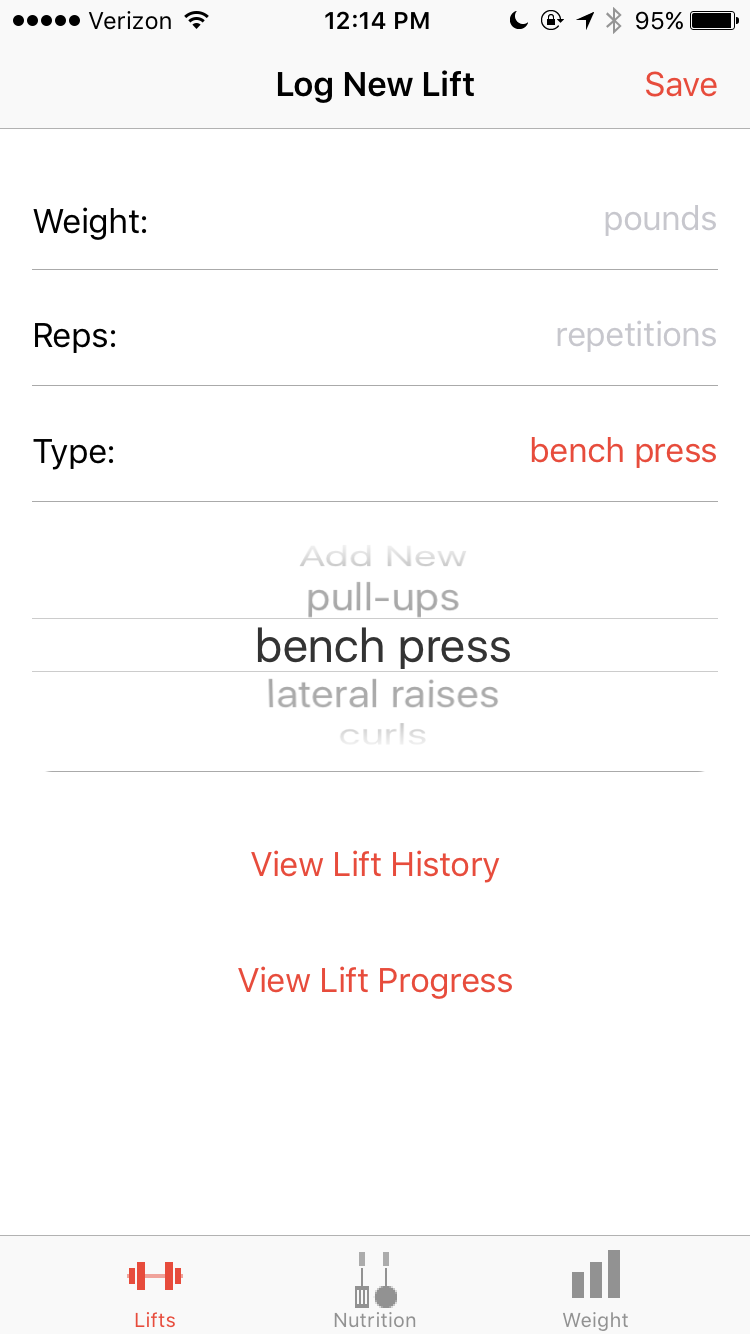 Verizon 12:14 PM 95%
Log New Lift Save
Weight: pounds
Reps: repetitions
Type: bench press
Add New
pull-ups
bench press
lateral raises
curls
View Lift History
View Lift Progress
Lifts Nutrition Weight